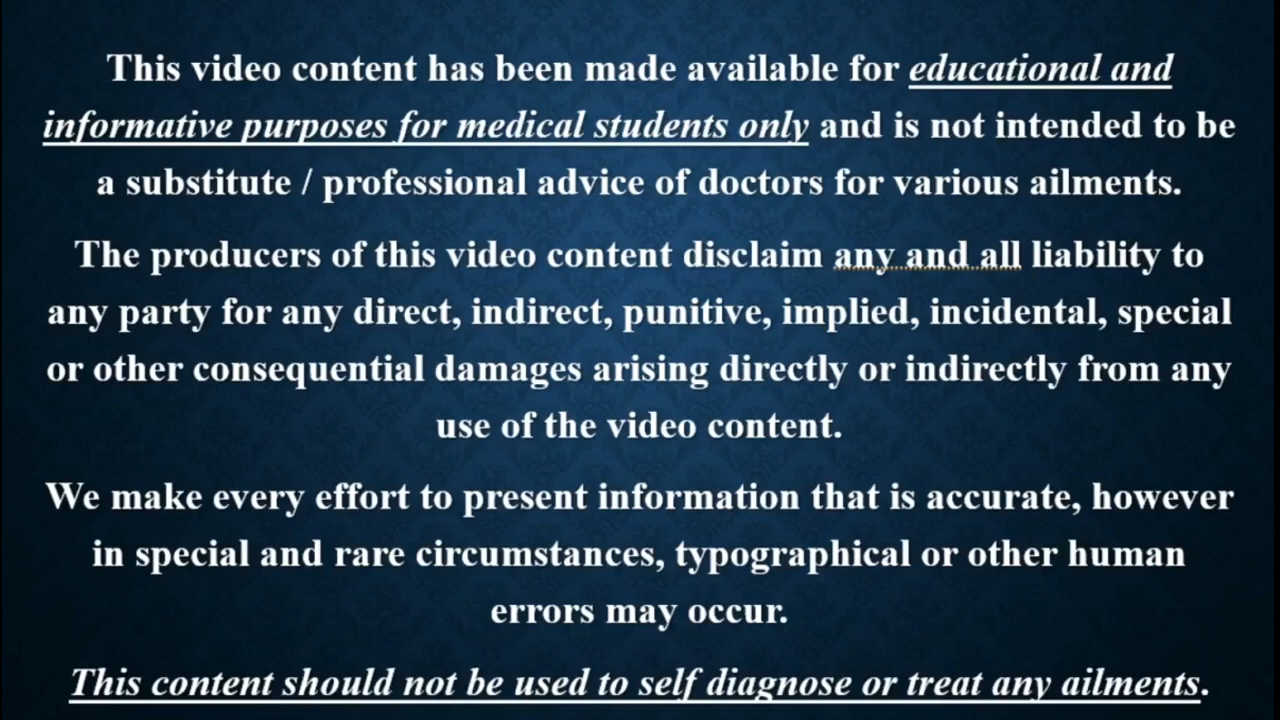 This video content has been made available for educational and
informative purposes for medical students only and is not intended to be
a substitute / professional advice of doctors for various ailments.
The producers of this video content disclaim any and all liability to
any party for any direct, indirect, punitive, implied, incidental, special
or other consequential damages arising directly or indirectly from any
use of the video content.
We make every effort to present information that is accurate, however
in special and rare circumstances, typographical or other human
errors may occur.
This content should not be used to self diagnose or treat any ailments.